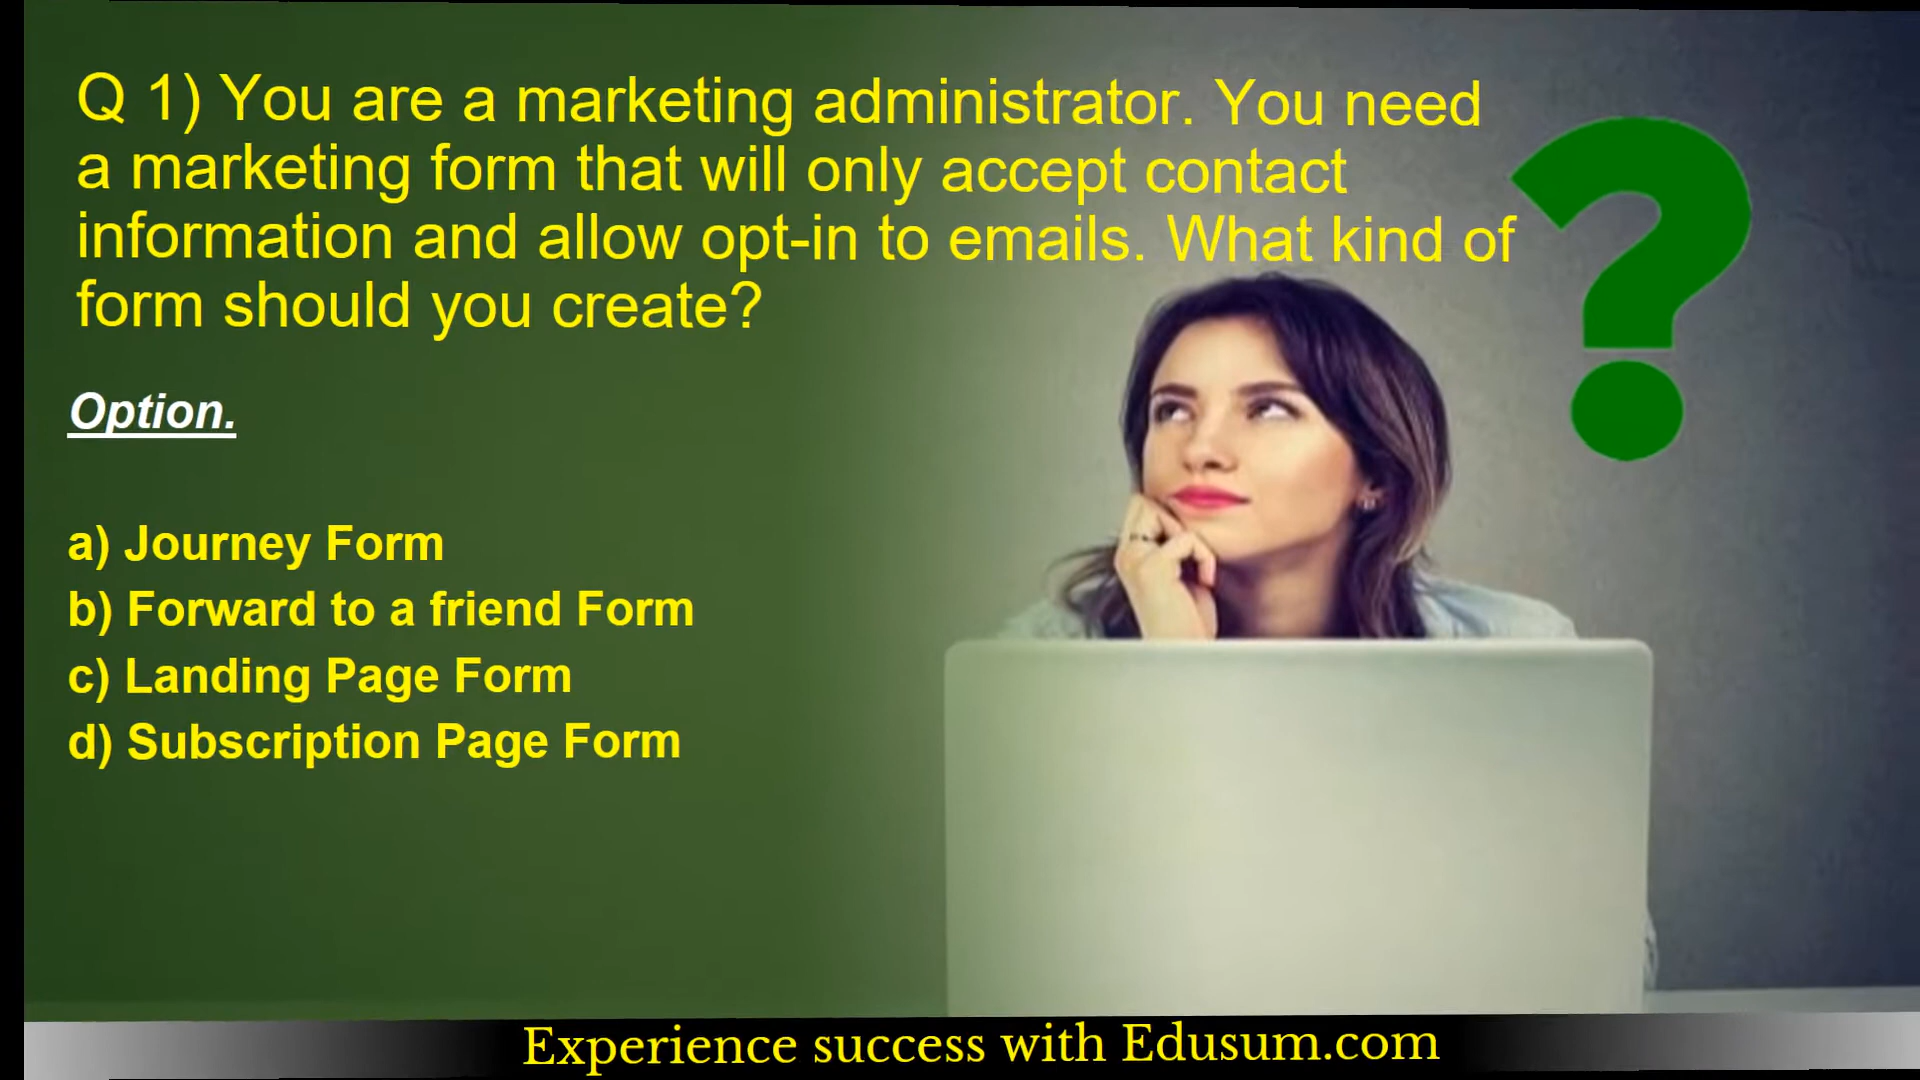 Q 1) You are a marketing administrator. You need
a marketing form that will only accept contact
information and allow opt-in to emails. What kind of
form should you create?
Option.
a) Journey Form
b) Forward to a friend Form
c) Landing Page Form
d) Subscription Page Form
Experience success with Edusum.com